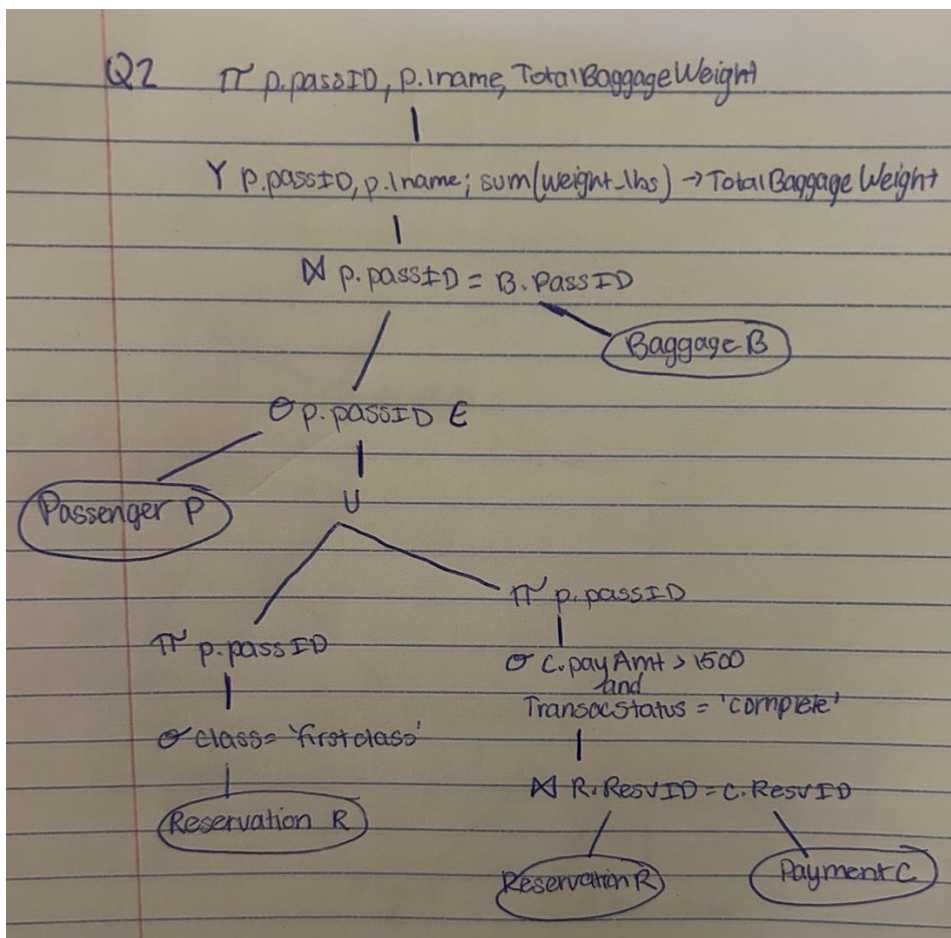 Q2 π p.passID, p.lname, TotalBaggageWeight
γ p.passID, p.lname; sum(weight_lbs) → TotalBaggageWeight
⋈ p.passID = B.PassID
Baggage B
σ p.passID ∈
Passenger P
U
π p.passID
π p.passID
σ c.payAmt > 1500
and
Transacstatus = 'complete'
σ class= 'firstclass'
⋈ R.ResvID = C.ResvID
Reservation R
Reservation R
Payment C